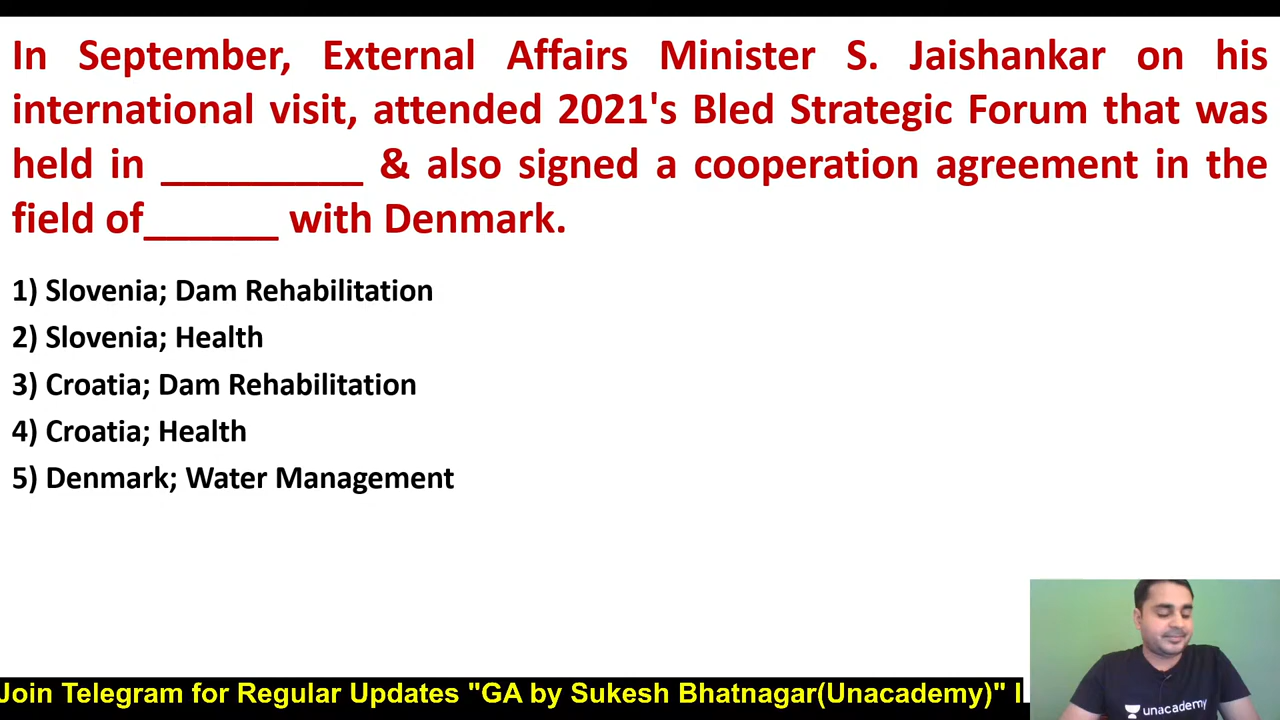 In September, External Affairs Minister S. Jaishankar on his
international visit, attended 2021's Bled Strategic Forum that was
held in _________ & also signed a cooperation agreement in the
field of______ with Denmark.
1) Slovenia; Dam Rehabilitation
2) Slovenia; Health
3) Croatia; Dam Rehabilitation
4) Croatia; Health
5) Denmark; Water Management
unacademy
Join Telegram for Regular Updates "GA by Sukesh Bhatnagar(Unacademy)" I